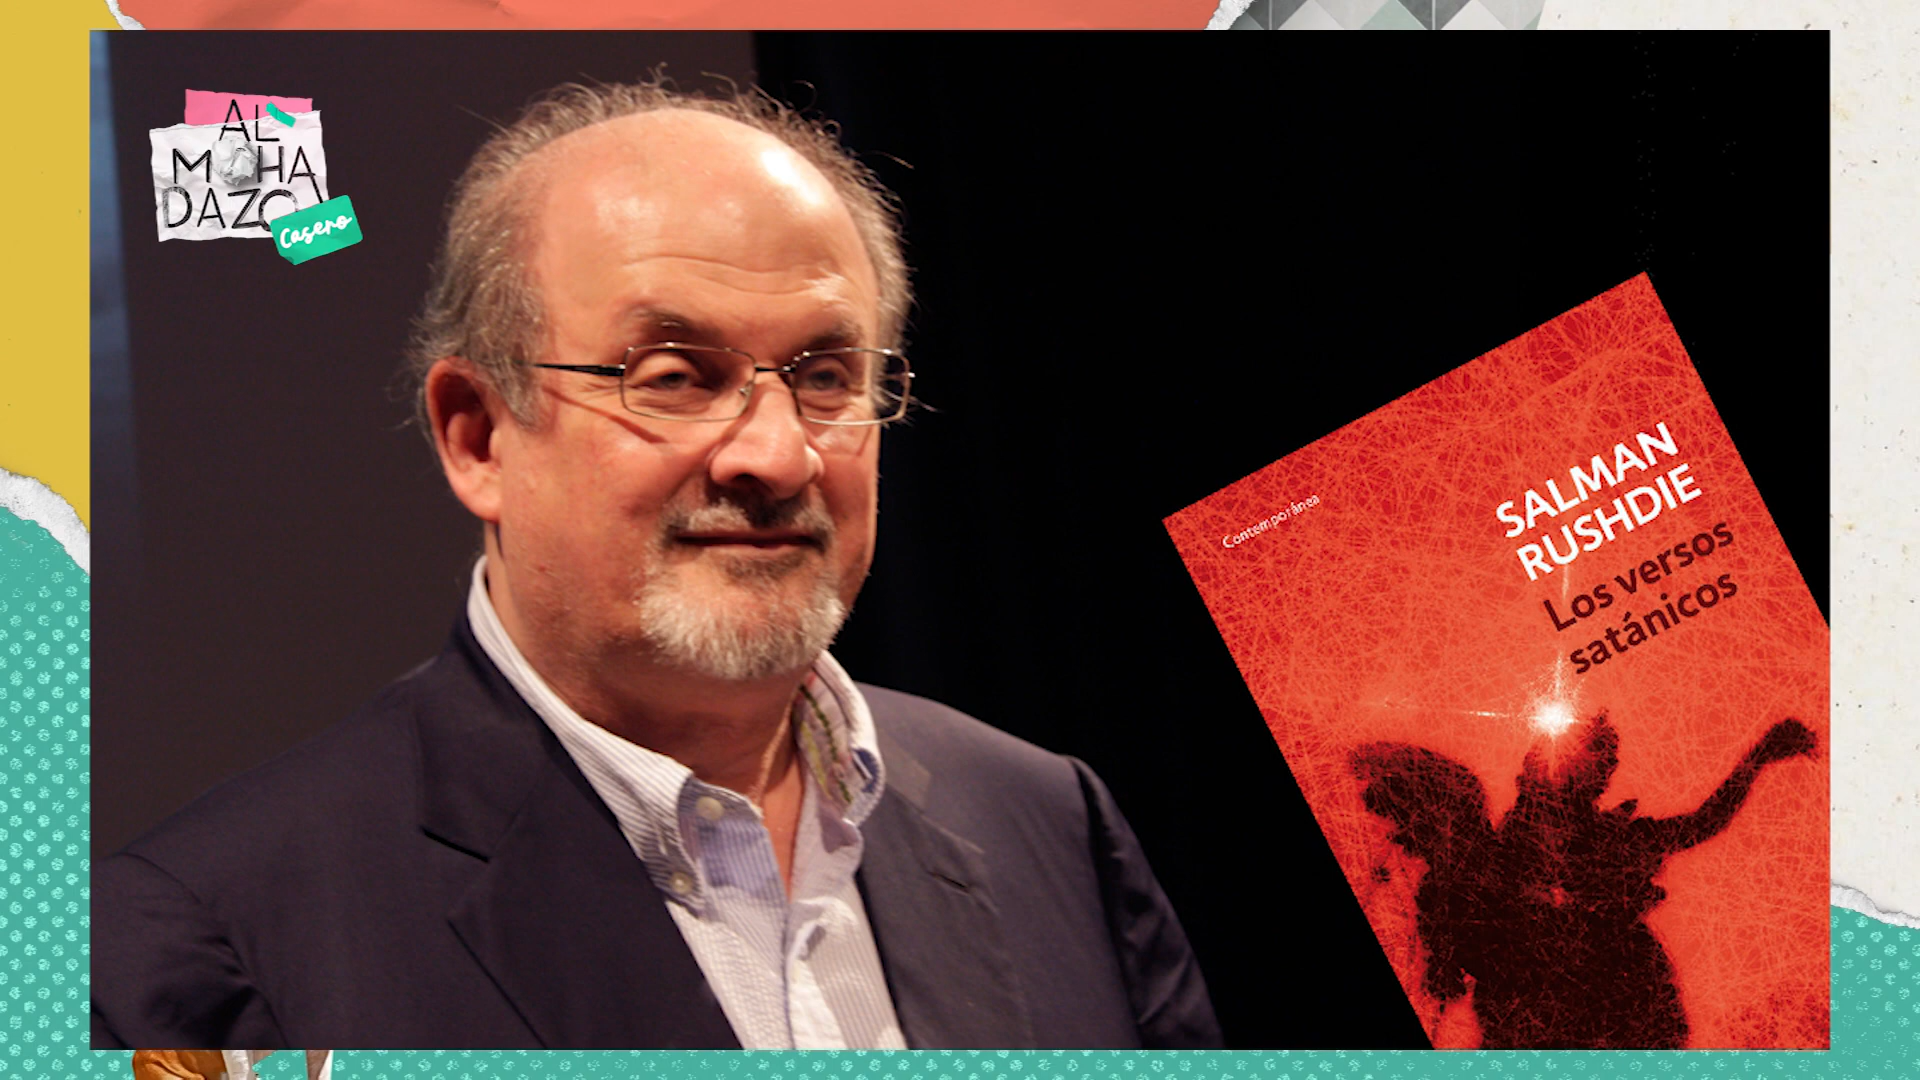 AL
MOHA
DAZO
Casero
Contemporánea
SALMAN
RUSHDIE
Los versos
satánicos